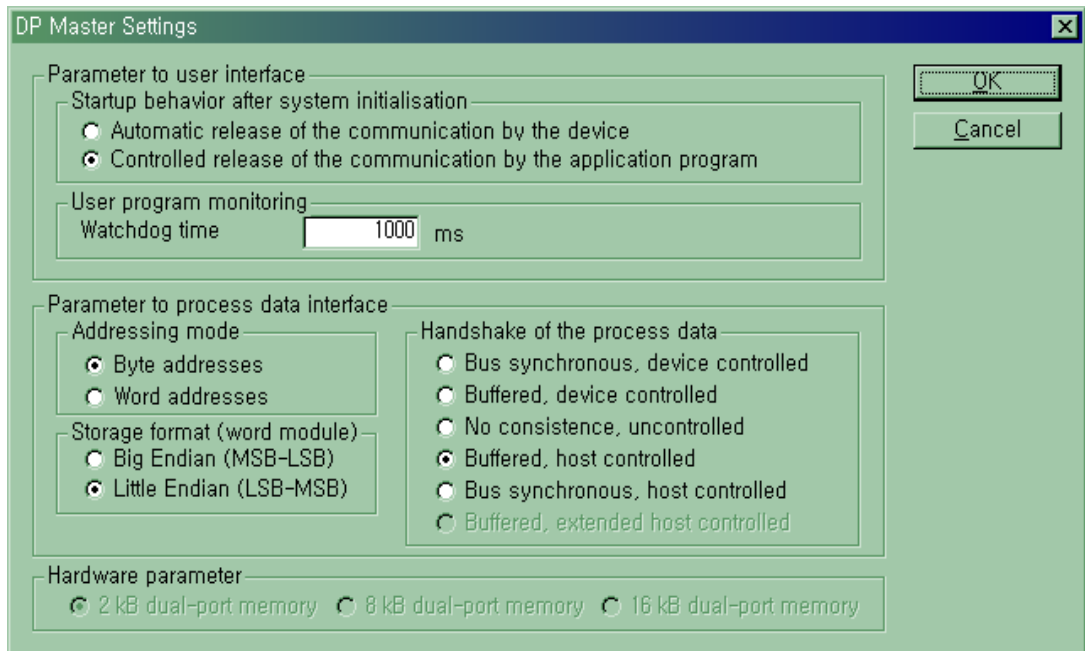 DP Master Settings
Parameter to user interface
OK
Startup behavior after system initialisation
Automatic release of the communication by the device
Cancel
Controlled release of the communication by the application program
User program monitoring
Watchdog time 1000 ms
Parameter to process data interface
Addressing mode
Byte addresses
Word addresses
Storage format (word module)
Big Endian (MSB-LSB)
Little Endian (LSB-MSB)
Handshake of the process data
Bus synchronous, device controlled
Buffered, device controlled
No consistence, uncontrolled
Buffered, host controlled
Bus synchronous, host controlled
Buffered, extended host controlled
Hardware parameter
2 kB dual-port memory 8 kB dual-port memory 16 kB dual-port memory